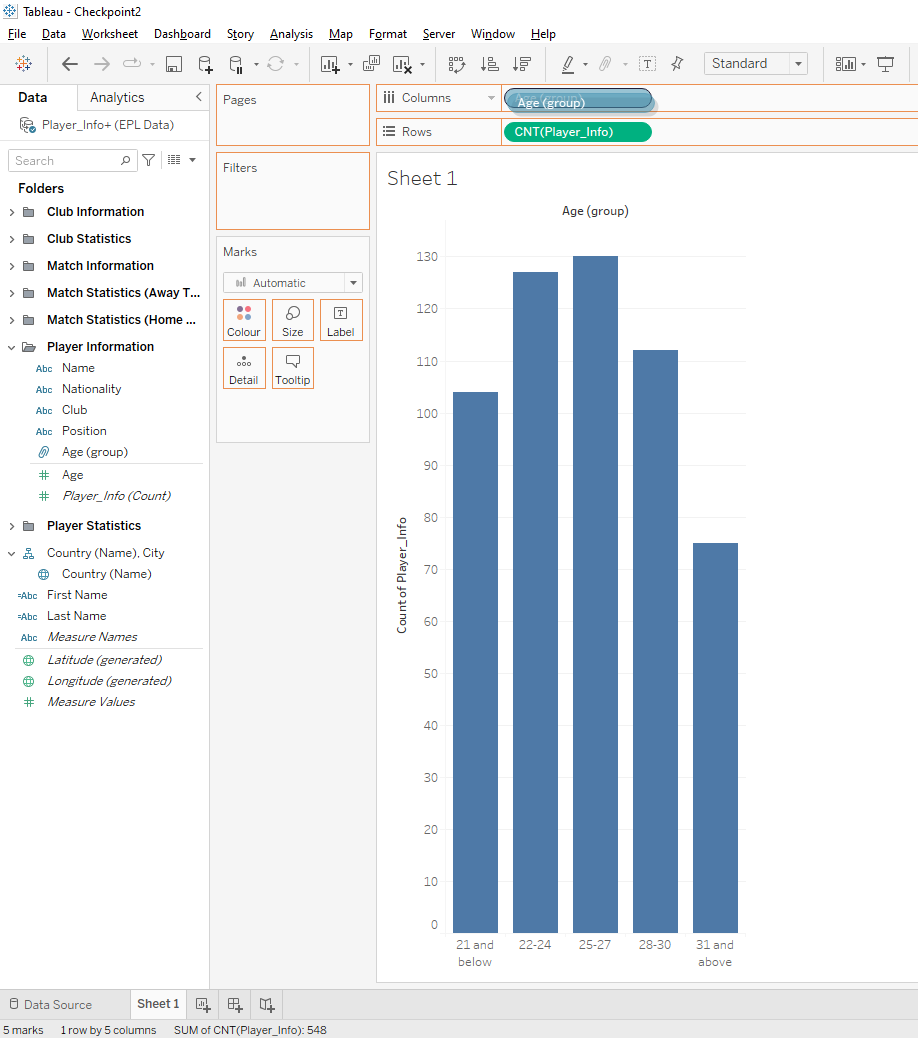 Tableau - Checkpoint2
File Data Worksheet Dashboard Story Analysis Map Format Server Window Help
Standard
Data Analytics
Player_Info+ (EPL Data)
Search
Folders
Club Information
Club Statistics
Match Information
Match Statistics (Away T...
Match Statistics (Home ...
Player Information
Abc Name
Abc Nationality
Abc Club
Abc Position
Age (group)
# Age
# Player_Info (Count)
Player Statistics
Country (Name), City
Country (Name)
=Abc First Name
=Abc Last Name
Abc Measure Names
Latitude (generated)
Longitude (generated)
# Measure Values
Pages
Filters
Marks
Automatic
Colour Size Label
Detail Tooltip
Columns Age (group)
Rows CNT(Player_Info)
Sheet 1
Age (group)
Count of Player_Info
130
120
110
100
90
80
70
60
50
40
30
20
10
0
21 and below
22-24
25-27
28-30
31 and above
Data Source Sheet 1
5 marks 1 row by 5 columns SUM of CNT(Player_Info): 548